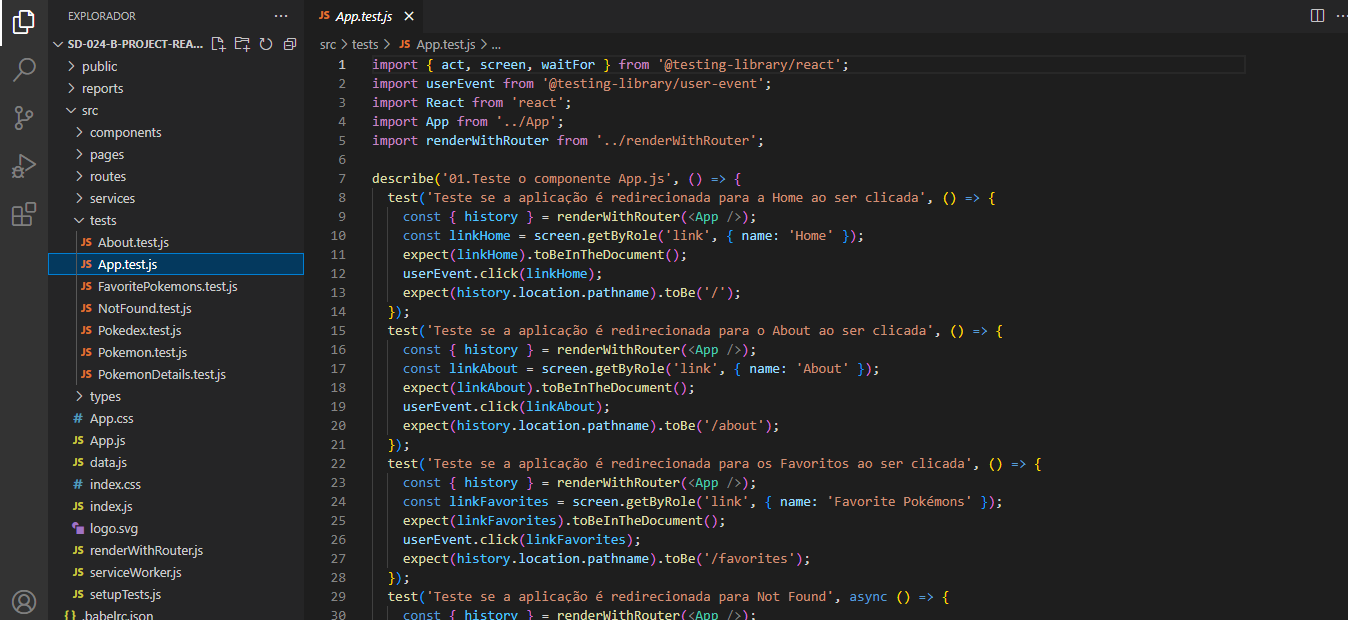 EXPLORADOR
SD-024-B-PROJECT-REA...
public
reports
src
components
pages
routes
services
tests
JS About.test.js
JS App.test.js
JS FavoritePokemons.test.js
JS NotFound.test.js
JS Pokedex.test.js
JS Pokemon.test.js
JS PokemonDetails.test.js
types
# App.css
JS App.js
JS data.js
# index.css
JS index.js
logo.svg
JS renderWithRouter.js
JS serviceWorker.js
JS setupTests.js
{} .babelrc.json
JS App.test.js
src > tests > JS App.test.js > ...
1 import { act, screen, waitFor } from '@testing-library/react';
2 import userEvent from '@testing-library/user-event';
3 import React from 'react';
4 import App from '../App';
5 import renderWithRouter from '../renderWithRouter';
6
7 describe('01.Teste o componente App.js', () => {
8 test('Teste se a aplicação é redirecionada para a Home ao ser clicada', () => {
9 const { history } = renderWithRouter(<App />);
10 const linkHome = screen.getByRole('link', { name: 'Home' });
11 expect(linkHome).toBeInTheDocument();
12 userEvent.click(linkHome);
13 expect(history.location.pathname).toBe('/');
14 });
15 test('Teste se a aplicação é redirecionada para o About ao ser clicada', () => {
16 const { history } = renderWithRouter(<App />);
17 const linkAbout = screen.getByRole('link', { name: 'About' });
18 expect(linkAbout).toBeInTheDocument();
19 userEvent.click(linkAbout);
20 expect(history.location.pathname).toBe('/about');
21 });
22 test('Teste se a aplicação é redirecionada para os Favoritos ao ser clicada', () => {
23 const { history } = renderWithRouter(<App />);
24 const linkFavorites = screen.getByRole('link', { name: 'Favorite Pokémons' });
25 expect(linkFavorites).toBeInTheDocument();
26 userEvent.click(linkFavorites);
27 expect(history.location.pathname).toBe('/favorites');
28 });
29 test('Teste se a aplicação é redirecionada para Not Found', async () => {
30 const { history } = renderWithRouter(<App />);